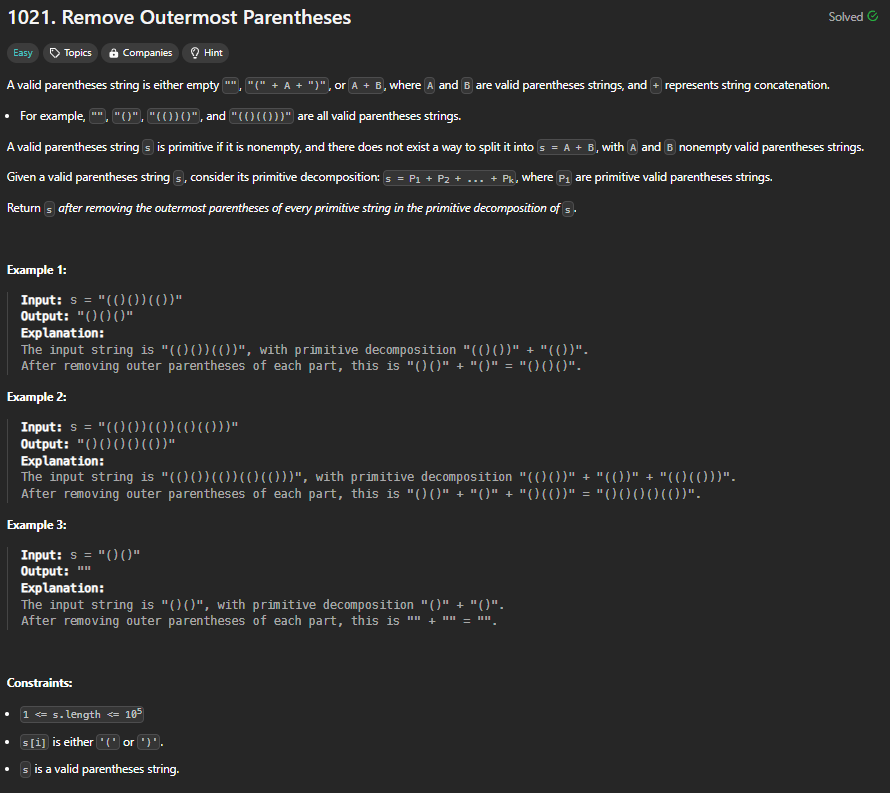 1021. Remove Outermost Parentheses
Solved
Easy Topics Companies Hint
A valid parentheses string is either empty "", "(" + A + ")", or A + B, where A and B are valid parentheses strings, and + represents string concatenation.
• For example, "", "()", "(())()", and "(()(()))" are all valid parentheses strings.
A valid parentheses string s is primitive if it is nonempty, and there does not exist a way to split it into s = A + B, with A and B nonempty valid parentheses strings.
Given a valid parentheses string s, consider its primitive decomposition: s = P1 + P2 + ... + Pk, where Pi are primitive valid parentheses strings.
Return s after removing the outermost parentheses of every primitive string in the primitive decomposition of s.
Example 1:
Input: s = "(()())(())"
Output: "()()()"
Explanation:
The input string is "(()())(())", with primitive decomposition "(()())" + "(())".
After removing outer parentheses of each part, this is "()()" + "()" = "()()()".
Example 2:
Input: s = "(()())(())(()(()))"
Output: "()()()()(())"
Explanation:
The input string is "(()())(())(()(()))", with primitive decomposition "(()())" + "(())" + "(()(()))".
After removing outer parentheses of each part, this is "()()" + "()" + "()(())" = "()()()()(())".
Example 3:
Input: s = "()()"
Output: ""
Explanation:
The input string is "()()", with primitive decomposition "()" + "()".
After removing outer parentheses of each part, this is "" + "" = "".
Constraints:
• 1 <= s.length <= 10⁵
• s[i] is either '(' or ')'.
• s is a valid parentheses string.